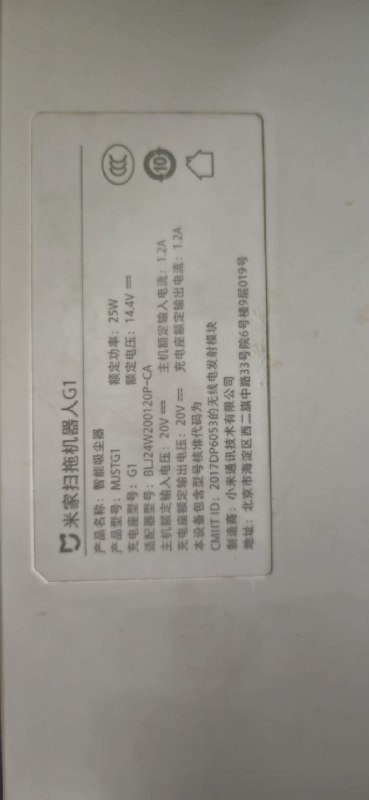 米家扫拖机器人G1
产品名称：智能吸尘器
产品型号：MJSTG1 额定功率：25W
充电座型号：G1 额定电压：14.4V⎓
适配器型号：BLJ24W200120P-CA
主机额定输入电压：20V⎓ 主机额定输入电流：1.2A
充电座额定输出电压：20V⎓ 充电座额定输出电流：1.2A
本设备包含型号核准代码为
CMIIT ID：2017DP6053的无线电发射模块
制造商：小米通讯技术有限公司
地址：北京市海淀区西二旗中路33号院6号楼9层019号
CCC
10